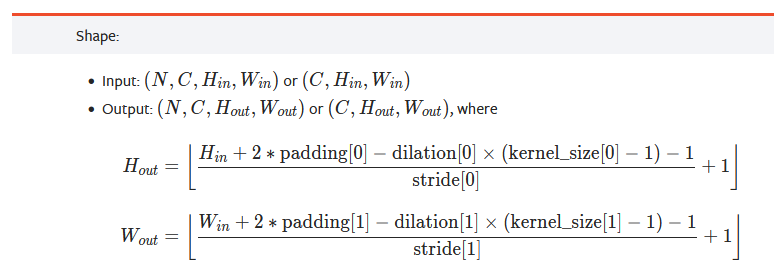 Shape:
• Input: (N, C, H_in, W_in) or (C, H_in, W_in)
• Output: (N, C, H_out, W_out) or (C, H_out, W_out), where
H_out = ⌊(H_in + 2 ∗ padding[0] − dilation[0] × (kernel_size[0] − 1) − 1) / stride[0] + 1⌋
W_out = ⌊(W_in + 2 ∗ padding[1] − dilation[1] × (kernel_size[1] − 1) − 1) / stride[1] + 1⌋